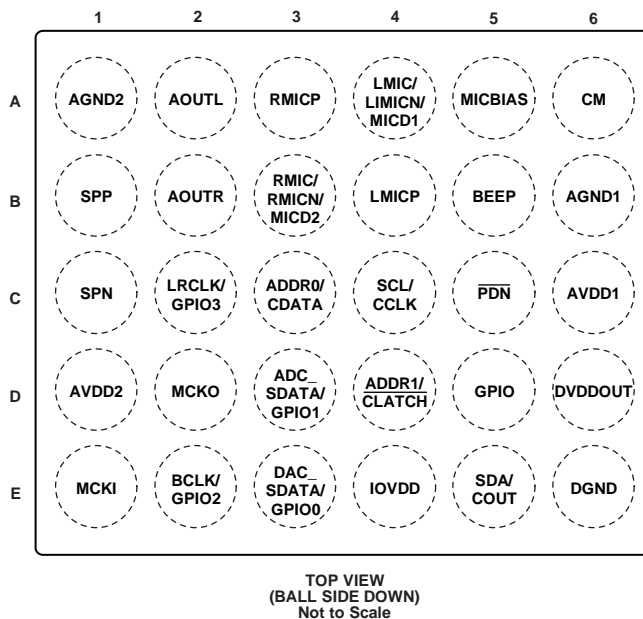 1 2 3 4 5 6
A
AGND2
AOUTL
RMICP
LMIC/
LIMICN/
MICD1
MICBIAS
CM
B
SPP
AOUTR
RMIC/
RMICN/
MICD2
LMICP
BEEP
AGND1
C
SPN
LRCLK/
GPIO3
ADDR0/
CDATA
SCL/
CCLK
PDN
AVDD1
D
AVDD2
MCKO
ADC_
SDATA/
GPIO1
ADDR1/
CLATCH
GPIO
DVDDOUT
E
MCKI
BCLK/
GPIO2
DAC_
SDATA/
GPIO0
IOVDD
SDA/
COUT
DGND
TOP VIEW
(BALL SIDE DOWN)
Not to Scale